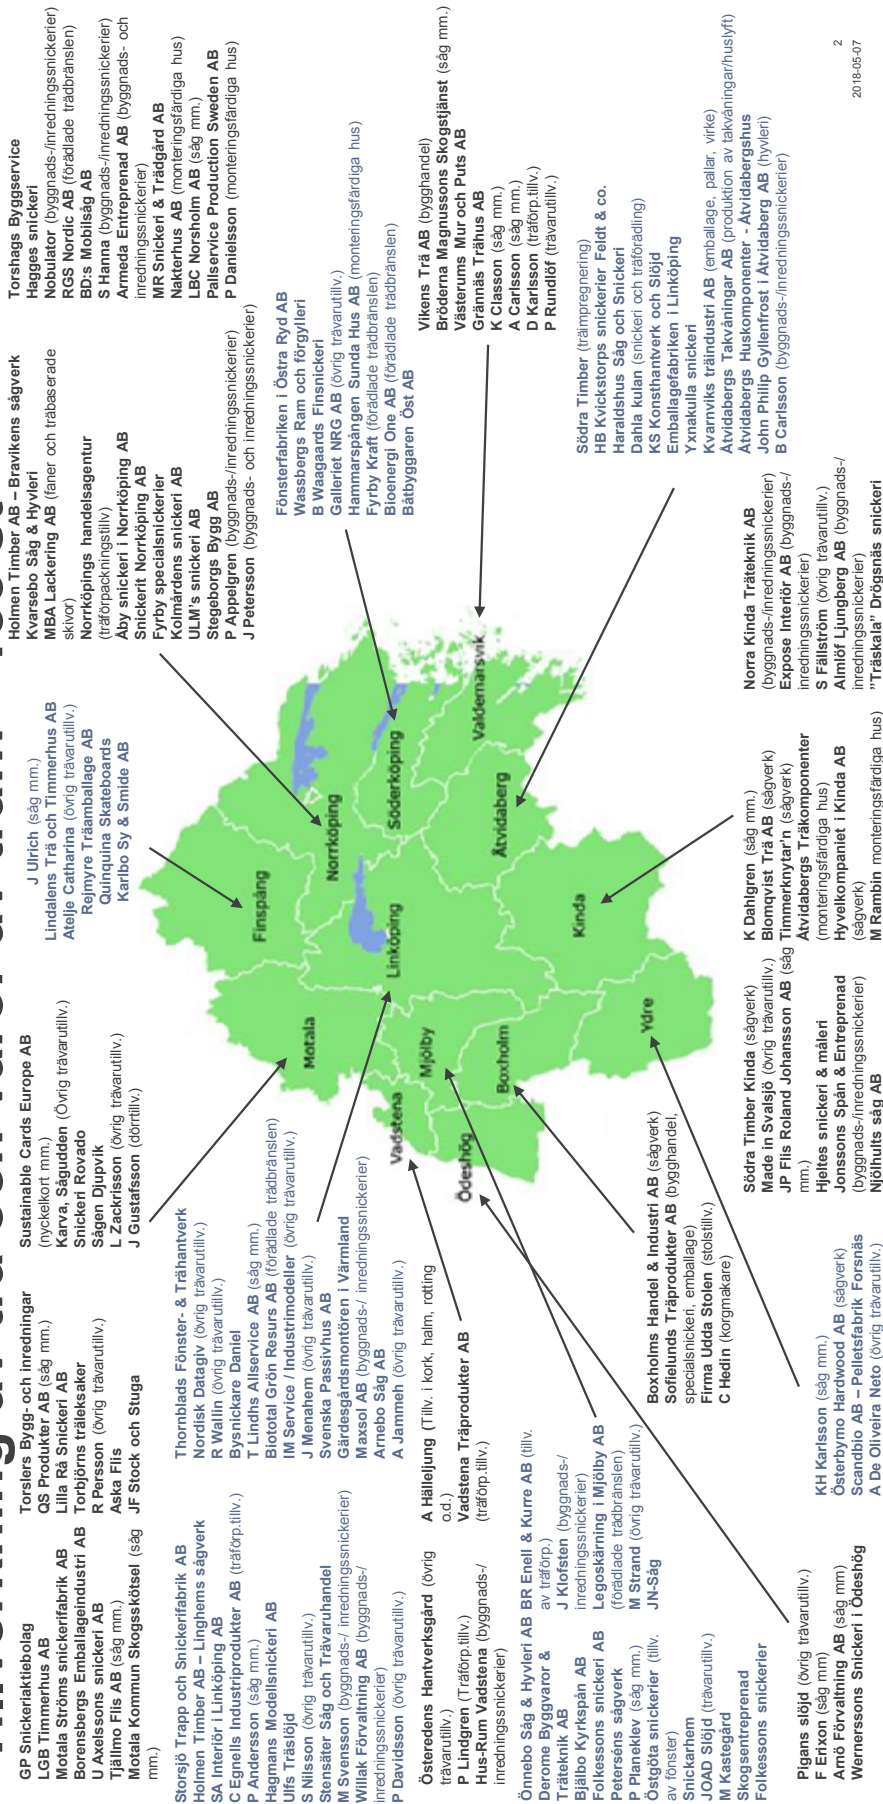 GP Snickeriaktiebolag
LGB Timmerhus AB
Motala Ströms snickerifabrik AB
Borensbergs Emballageindustri AB
U Axelssons snickeri AB
Tjällmo Flis AB (såg mm.)
Motala Kommun Skogsskötsel (såg
mm.)
Torslers Bygg-och inredningar
QS Produkter AB (såg mm.)
Lilla Rå Snickeri AB
Torbjörns träleksaker
R Persson (övrig trävarutillv.)
Aska Flis
JF Stock och Stuga
Sustainable Cards Europe AB
(nyckelkort mm.)
Karva, Sågudden (Övrig trävarutillv.)
Snickeri Rovado
Sågen Djupvik
L Zackrisson (övrig trävarutillv.)
J Gustafsson (dörrtillv.)
J Ulrich (såg mm.)
Lindalens Trä och Timmerhus AB
Atelje Catharina (övrig trävarutillv.)
Rejmyre Träamballage AB
Quinquina Skateboards
Karlbo Sy & Smide AB
Holmen Timber AB – Bravikens sågverk
Kvarsebo Såg & Hyvleri
MBA Lackering AB (faner och träbaserade
skivor)
Norrköpings handelsagentur
(träförpackningstillv)
Åby snickeri i Norrköping AB
Snickerit Norrköping AB
Fyrby specialsnickerier
Kolmårdens snickeri AB
ULM's snickeri AB
Stegeborgs Bygg AB
P Appelgren (byggnads-/inredningssnickerier)
J Petersson (byggnads- och inredningssnickerier)
Torshags Byggservice
Hagges snickeri
Nobulator (byggnads-/inredningssnickerier)
RGS Nordic AB (förädlade trädbränslen)
BD:s Mobilsåg AB
S Hanna (byggnads-/inredningssnickerier)
Armeda Entreprenad AB (byggnads- och
inredningssnickerier)
MR Snickeri & Trädgård AB
Nakterhus AB (monteringsfärdiga hus)
LBC Norsholm AB (såg mm.)
Pallservice Production Sweden AB
P Danielsson (monteringsfärdiga hus)
Storsjö Trapp och Snickerifabrik AB
Holmen Timber AB – Linghems sågverk
SA Interiör i Linköping AB
C Egnells Industriprodukter AB (träförp.tillv.)
P Andersson (såg mm.)
Hagmans Modellsnickeri AB
Ulfs Träslöjd
S Nilsson (övrig trävarutillv.)
Stensäter Såg och Trävaruhandel
M Svensson (byggnads-/ inredningssnickerier)
Willak Förvaltning AB (byggnads-/
inredningssnickerier)
P Davidsson (övrig trävarutillv.)
Thornblads Fönster- & Trähantverk
Nordisk Datagiv (övrig trävarutillv.)
R Wallin (övrig trävarutillv.)
Bysnickare Daniel
T Lindhs Allservice AB (såg mm.)
Biototal Grön Resurs AB (förädlade trädbränslen)
IM Service / Industrimodeller (övrig trävarutillv.)
J Menahem (övrig trävarutillv.)
Svenska Passivhus AB
Gärdesgårdsmontören i Värmland
Maxsol AB (byggnads-/ inredningssnickerier)
Arnebo Såg AB
A Jammeh (övrig trävarutillv.)
Fönsterfabriken i Östra Ryd AB
Wassbergs Ram och förgylleri
B Waagaards Finsnickeri
Galleriet NRG AB (övrig trävarutillv.)
Hammarspången Sunda Hus AB (monteringsfärdiga hus)
Fyrby Kraft (förädlade trädbränslen)
Bioenergi One AB (förädlade trädbränslen)
Båtbyggaren Öst AB
Finspång
Motala
Norrköping
Linköping
Söderköping
Vadstena
Mjölby
Valdemarsvik
Ödeshög
Boxholm
Åtvidaberg
Kinda
Ydre
Österedens Hantverksgård (övrig
trävarutillv.)
P Lindgren (Träförp.tillv.)
Hus-Rum Vadstena (byggnads-/
inredningssnickerier)
A Hälleljung (Tillv. i kork, halm, rotting
o.d.)
Vadstena Träprodukter AB
(träförp.tillv.)
Vikens Trä AB (bygghandel)
Bröderna Magnussons Skogstjänst (såg mm.)
Västerums Mur och Puts AB
Grännäs Trähus AB
K Classon (såg mm.)
A Carlsson (såg mm.)
D Karlsson (träförp.tillv.)
P Rundlöf (trävarutillv.)
Önnebo Såg & Hyvleri AB
Derome Byggvaror &
Träteknik AB
Bjälbo Kyrkspån AB
Folkessons snickeri AB
Peterséns sågverk
P Planeklev (såg mm.)
Östgöta snickerier (tillv.
av fönster)
Snickarhem
JOAD Slöjd (trävarutillv.)
M Kastegård
Skogsentreprenad
Folkessons snickerier
BR Enell & Kurre AB (tillv.
av träförp.)
J Klofsten (byggnads-/
inredningssnickerier)
Legoskärning i Mjölby AB
(förädlade trädbränslen)
M Strand (övrig trävarutillv.)
JN-Såg
Boxholms Handel & Industri AB (sågverk)
Sofielunds Träprodukter AB (bygghandel,
specialsnickeri, emballage)
Firma Udda Stolen (stolstillv.)
C Hedin (korgmakare)
Södra Timber (träimpregnering)
HB Kvickstorps snickerier Feldt & co.
Haraldshus Såg och Snickeri
Dahla kulan (snickeri och träförädling)
KS Konsthantverk och Slöjd
Emballagefabriken i Linköping
Yxnakulla snickeri
Kvarnviks träindustri AB (emballage, pallar, virke)
Åtvidabergs Takvåningar AB (produktion av takvåningar/huslyft)
Åtvidabergs Huskomponenter - Åtvidabergshus
John Philip Gyllenfrost i Åtvidaberg AB (hyvleri)
B Carlsson (byggnads-/inredningssnickerier)
Pigans slöjd (övrig trävarutillv.)
F Erixon (såg mm)
Arnö Förvaltning AB (såg mm)
Wernerssons Snickeri i Ödeshög
KH Karlsson (såg mm.)
Österbymo Hardwood AB (sågverk)
Scandbio AB – Pelletsfabrik Forsnäs
A De Oliveira Neto (övrig trävarutillv.)
Södra Timber Kinda (sågverk)
Made in Svalsjö (övrig trävarutillv.)
JP Flis Roland Johansson AB (såg
mm.)
Hjeltes snickeri & måleri
Jonssons Spån & Entreprenad
(byggnads-/inredningssnickerier)
Njölhults såg AB
K Dahlgren (såg mm.)
Blomqvist Trä AB (sågverk)
Timmerknytar'n (sågverk)
Åtvidabergs Träkomponenter
(monteringsfärdiga hus)
Hyvelkompaniet i Kinda AB
(sågverk)
M Rambin monteringsfärdiga hus)
Norra Kinda Träteknik AB
(byggnads-/inredningssnickerier)
Expose Interiör AB (byggnads-/
inredningssnickerier)
S Fällström (övrig trävarutillv.)
Almlöf Ljungberg AB (byggnads-/
inredningssnickerier)
”Träskala” Drögsnäs snickeri
2
2018-05-07